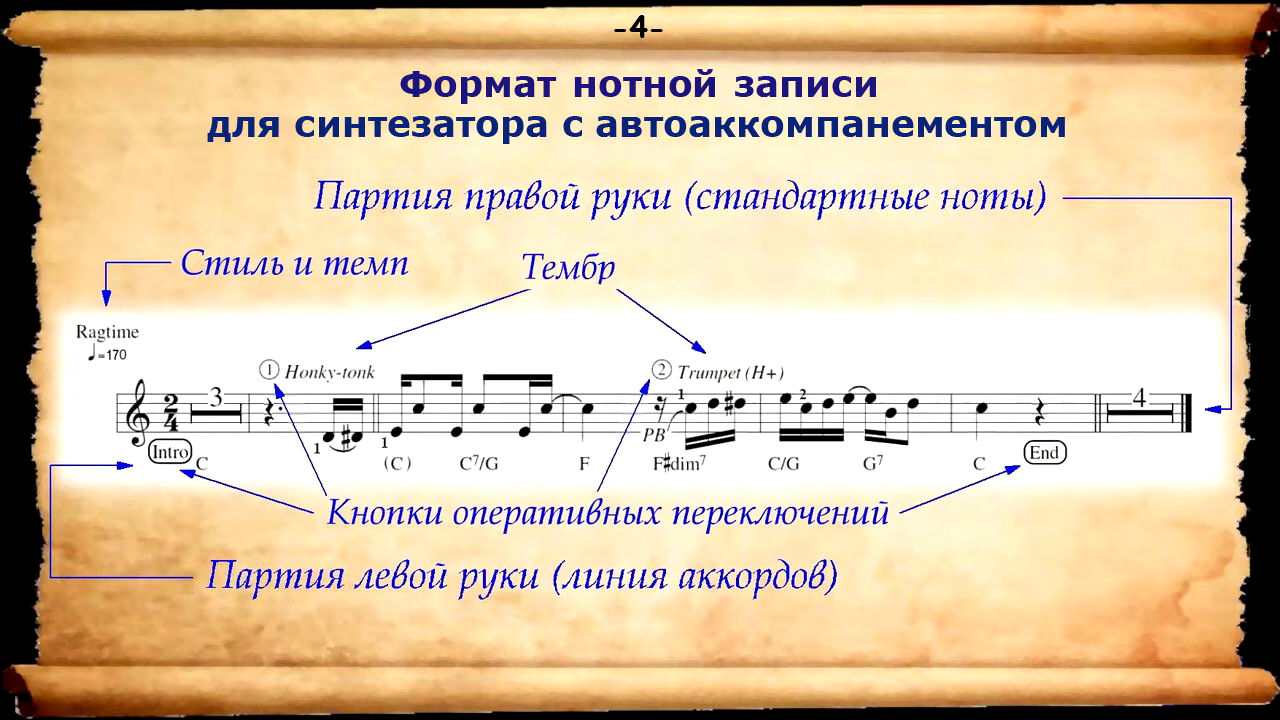 -4-
Формат нотной записи
для синтезатора с автоаккомпанементом
Партия правой руки (стандартные ноты)
Стиль и темп
Тембр
Ragtime
♩=170
1 Honky-tonk
2 Trumpet (H+)
2/4
3
4
1
1
1
2
PB
Intro
C
(C)
C7/G
F
F#dim7
C/G
G7
C
End
Кнопки оперативных переключений
Партия левой руки (линия аккордов)